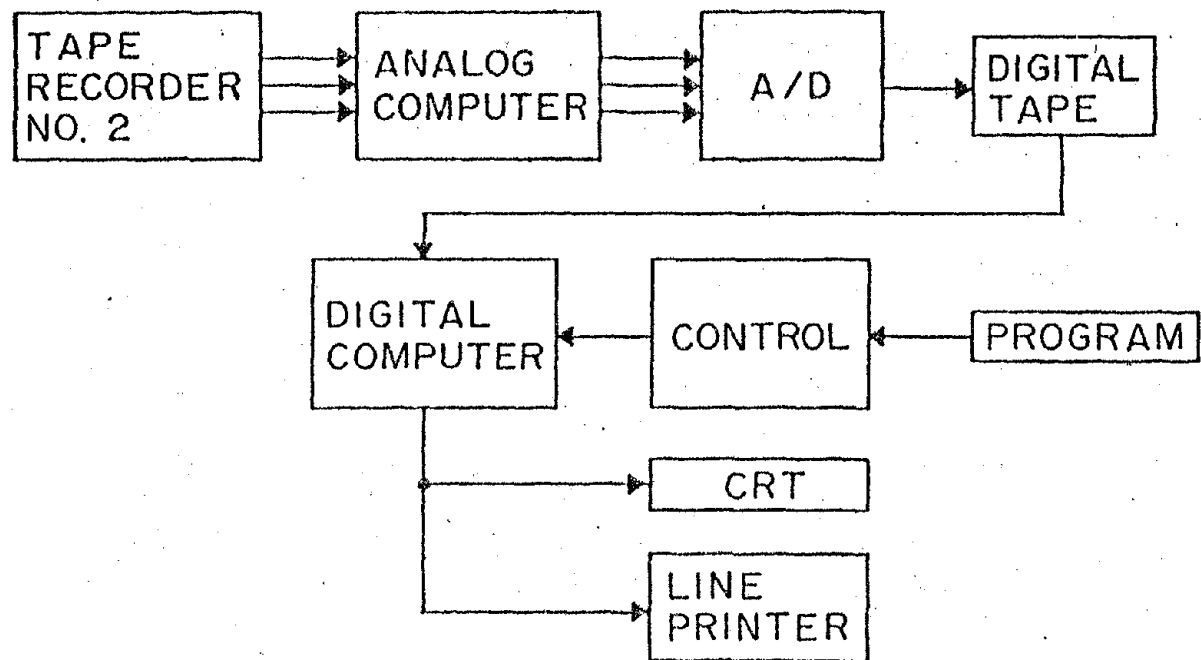 TAPE
RECORDER
NO. 2
ANALOG
COMPUTER
A/D
DIGITAL
TAPE
DIGITAL
COMPUTER
CONTROL
PROGRAM
CRT
LINE
PRINTER